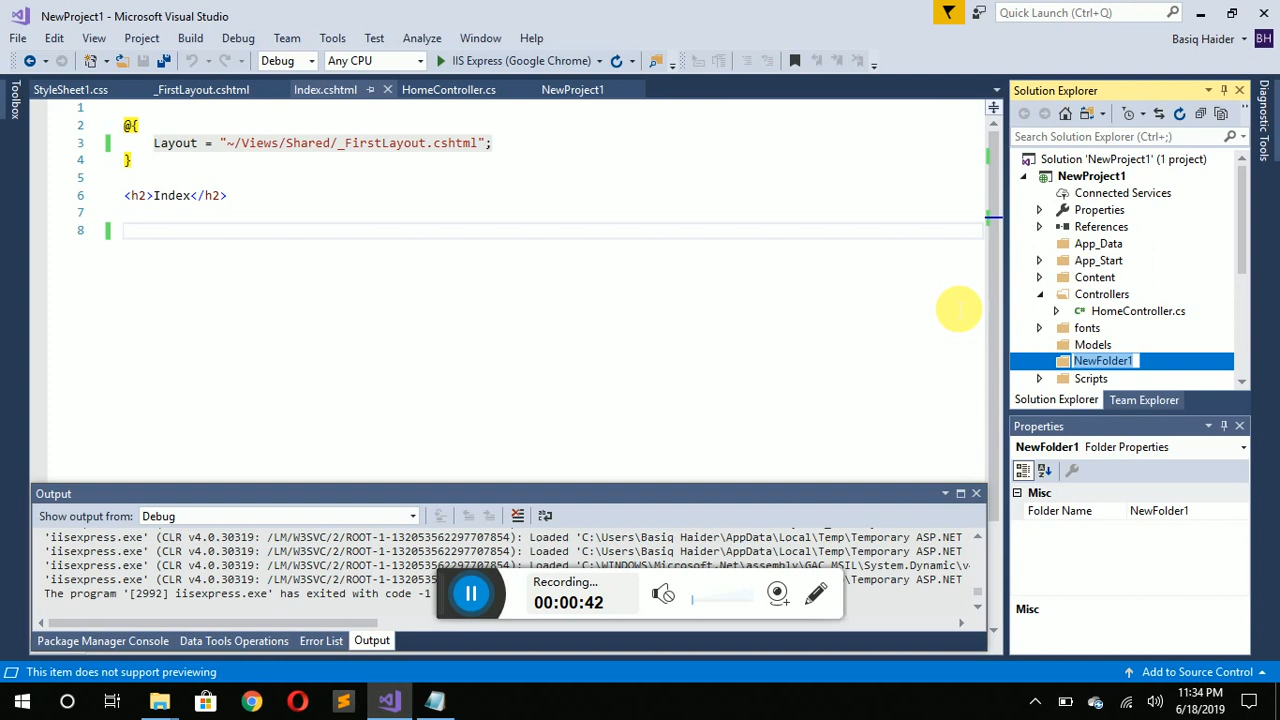 NewProject1 - Microsoft Visual Studio
Quick Launch (Ctrl+Q)
File Edit View Project Build Debug Team Tools Test Analyze Window Help
Basiq Haider BH
Debug Any CPU IIS Express (Google Chrome)
Toolbox
StyleSheet1.css _FirstLayout.cshtml Index.cshtml HomeController.cs NewProject1
1
2 @{
3 Layout = "~/Views/Shared/_FirstLayout.cshtml";
4 }
5
6 <h2>Index</h2>
7
8
Solution Explorer
Search Solution Explorer (Ctrl+;)
Solution 'NewProject1' (1 project)
NewProject1
Connected Services
Properties
References
App_Data
App_Start
Content
Controllers
C# HomeController.cs
fonts
Models
NewFolder1
Scripts
Solution Explorer Team Explorer
Diagnostic Tools
Properties
NewFolder1 Folder Properties
Misc
Folder Name NewFolder1
Misc
Output
Show output from: Debug
'iisexpress.exe' (CLR v4.0.30319: /LM/W3SVC/2/ROOT-1-132053562297707854): Loaded 'C:\Users\Basiq Haider\AppData\Local\Temp\Temporary ASP.NET
'iisexpress.exe' (CLR v4.0.30319: /LM/W3SVC/2/ROOT-1-132053562297707854): Loaded 'C:\Users\Basiq Haider\AppData\Local\Temp\Temporary ASP.NET
'iisexpress.exe' (CLR v4.0.30319: /LM/W3SVC/2/ROOT-1-132053562297707854): Loaded 'C:\WINDOWS\Microsoft.Net\assembly\GAC_MSIL\System.Dynamic\v
'iisexpress.exe' (CLR v4.0.30319: /LM/W3SVC/2/ROOT-1-13
\AppData\Local\Temp\Temporary ASP.NET
The program '[2992] iisexpress.exe' has exited with code -1
Recording...
00:00:42
Package Manager Console Data Tools Operations Error List Output
This item does not support previewing
Add to Source Control
11:34 PM
6/18/2019